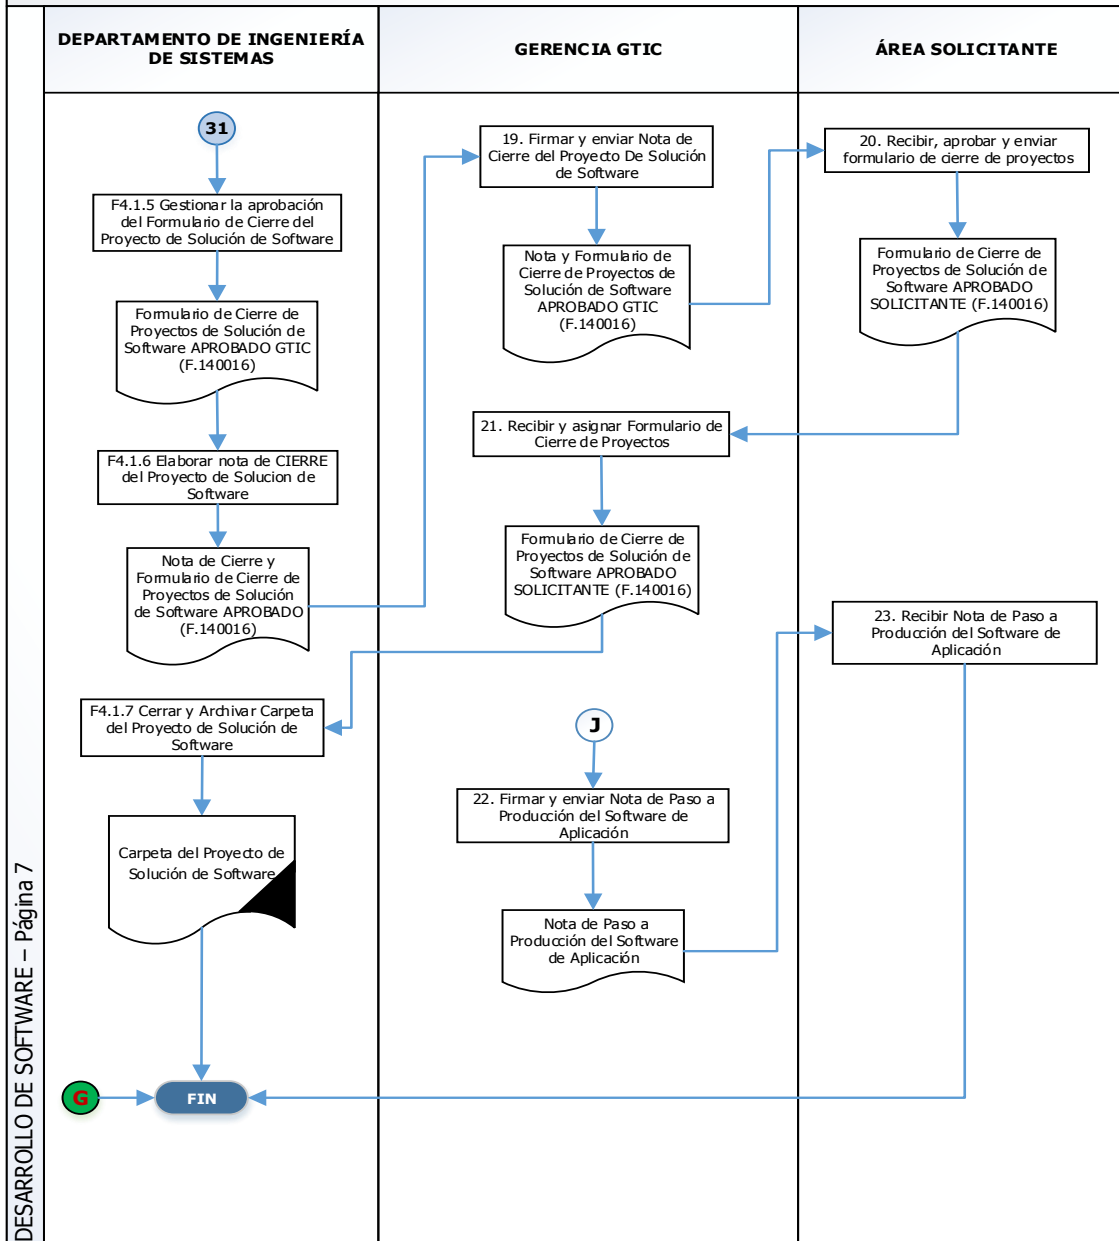 DEPARTAMENTO DE INGENIERÍA
DE SISTEMAS
GERENCIA GTIC
ÁREA SOLICITANTE
31
F4.1.5 Gestionar la aprobación
del Formulario de Cierre del
Proyecto de Solución de Software
Formulario de Cierre de
Proyectos de Solución de
Software APROBADO GTIC
(F.140016)
F4.1.6 Elaborar nota de CIERRE
del Proyecto de Solucion de
Software
Nota de Cierre y
Formulario de Cierre de
Proyectos de Solución
de Software APROBADO
(F.140016)
F4.1.7 Cerrar y Archivar Carpeta
del Proyecto de Solución de
Software
Carpeta del Proyecto de
Solución de Software
G
FIN
19. Firmar y enviar Nota de
Cierre del Proyecto De Solución
de Software
Nota y Formulario de
Cierre de Proyectos de
Solución de Software
APROBADO GTIC
(F.140016)
21. Recibir y asignar Formulario de
Cierre de Proyectos
Formulario de Cierre de
Proyectos de Solución de
Software APROBADO
SOLICITANTE (F.140016)
J
22. Firmar y enviar Nota de Paso a
Producción del Software de
Aplicación
Nota de Paso a
Producción del Software
de Aplicación
20. Recibir, aprobar y enviar
formulario de cierre de proyectos
Formulario de Cierre de
Proyectos de Solución de
Software APROBADO
SOLICITANTE (F.140016)
23. Recibir Nota de Paso a
Producción del Software de
Aplicación
DESARROLLO DE SOFTWARE – Página 7